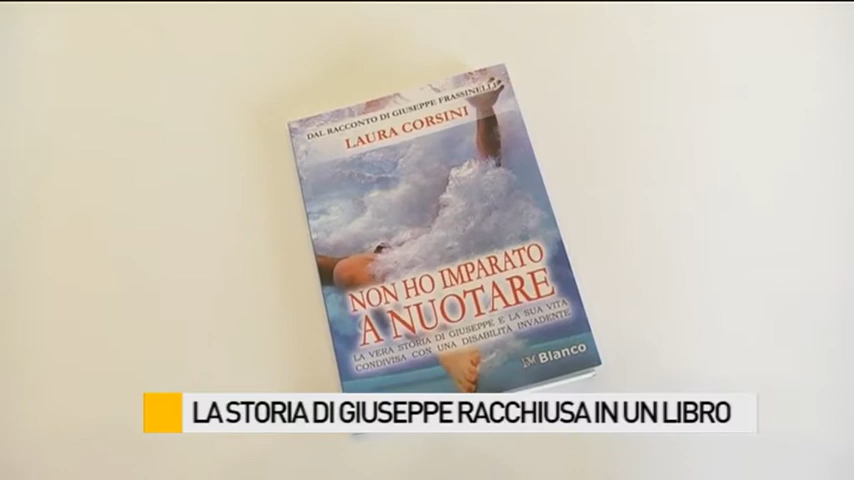 DAL RACCONTO DI GIUSEPPE FRASSINELLI
LAURA CORSINI
NON HO IMPARATO
A NUOTARE
LA VERA STORIA DI GIUSEPPE E LA SUA VITA
CONDIVISA CON UNA DISABILITÀ INVADENTE
Blanco
LA STORIA DI GIUSEPPE RACCHIUSA IN UN LIBRO